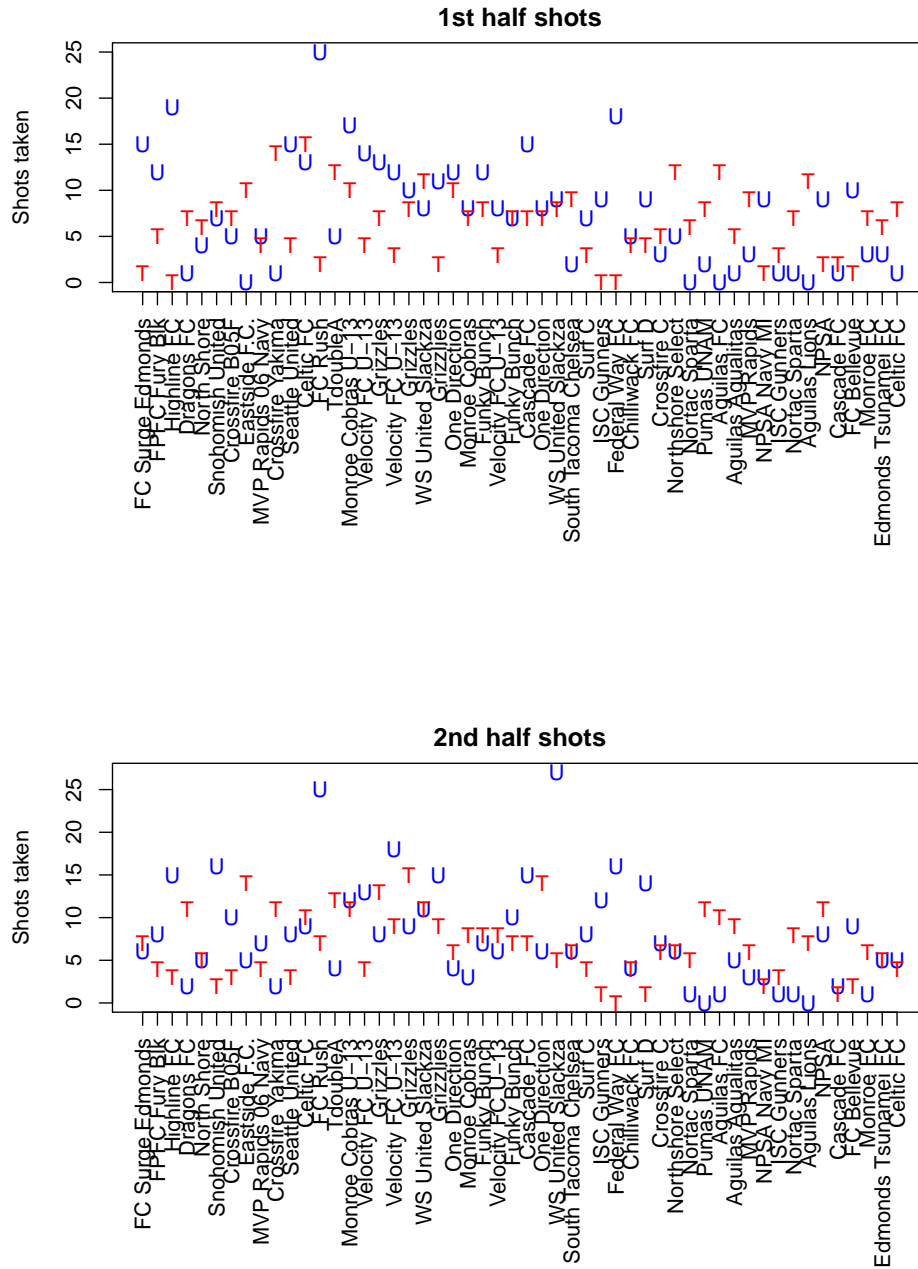 1st half shots
Shots taken
25
20
15
10
5
0
FC Surge Edmonds
FPFC Fury Blk
Highline FC
Dragons FC
North Shore
Snohomish United
Crossfire B05F
Eastside F.C.
MVP Rapids 06 Navy
Crossfire Yakima
Seattle United
Celtic FC
FC Rush
TdoubleA
Monroe Cobras U−13
Velocity FC U−13
Grizzles
Velocity FC U−13
Grizzles
WS United Slackza
Grizzlies
One Direction
Monroe Cobras
Funky Bunch
Velocity FC U−13
Funky Bunch
Cascade FC
One Direction
WS United Slackza
South Tacoma Chelsea
Surf C
ISC Gunners
Federal Way FC
Chilliwack FC
Surf D
Crossfire C
Northshore Select
Nortac Sparta
Pumas UNAM
Aguilas FC
Aguilas Aqualitas
MVP Rapids
NPSA Navy MI
ISC Gunners
Nortac Sparta
Aguilas Lions
NPSA
Cascade FC
FC Bellevue
Monroe FC
Edmonds Tsunamei FC
Celtic FC
2nd half shots
Shots taken
25
20
15
10
5
0
FC Surge Edmonds
FPFC Fury Blk
Highline FC
Dragons FC
North Shore
Snohomish United
Crossfire B05F
Eastside F.C.
MVP Rapids 06 Navy
Crossfire Yakima
Seattle United
Celtic FC
FC Rush
TdoubleA
Monroe Cobras U−13
Velocity FC U−13
Grizzles
Velocity FC U−13
Grizzles
WS United Slackza
Grizzlies
One Direction
Monroe Cobras
Funky Bunch
Velocity FC U−13
Funky Bunch
Cascade FC
One Direction
WS United Slackza
South Tacoma Chelsea
Surf C
ISC Gunners
Federal Way FC
Chilliwack FC
Surf D
Crossfire C
Northshore Select
Nortac Sparta
Pumas UNAM
Aguilas FC
Aguilas Aqualitas
MVP Rapids
NPSA Navy MI
ISC Gunners
Nortac Sparta
Aguilas Lions
NPSA
Cascade FC
FC Bellevue
Monroe FC
Edmonds Tsunamei FC
Celtic FC